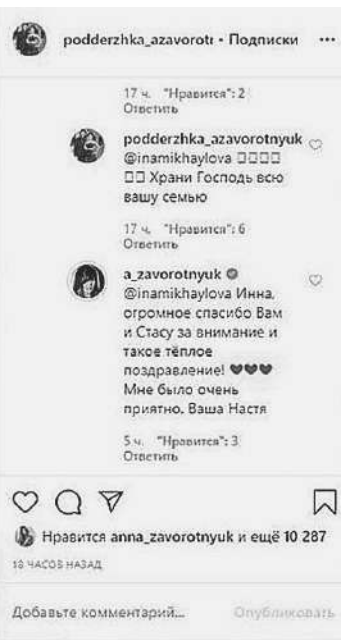 podderzhka_azavorotı • Подписки •••
17 ч. "Нравится": 2
Ответить
podderzhka_azavorotnyuk
@inamikhaylova
Храни Господь всю
вашу семью
17 ч. "Нравится": 6
Ответить
a_zavorotnyuk
@inamikhaylova Инна,
огромное спасибо Вам
и Стасу за внимание и
такое тёплое
поздравление! ❤❤❤
Мне было очень
приятно. Ваша Настя
5 ч. "Нравится": 3
Ответить
Нравится anna_zavorotnyuk и ещё 10 287
18 ЧАСОВ НАЗАД
Добавьте комментарий... Опубликовать